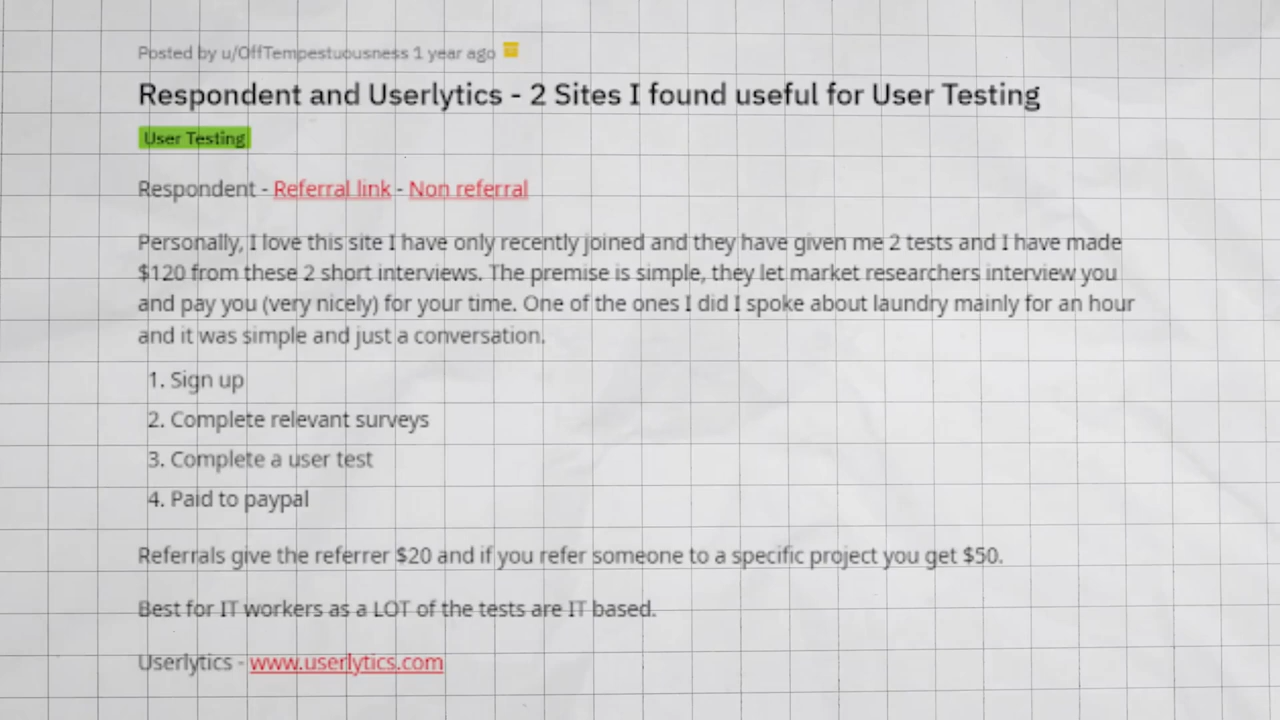 Posted by u/OffTempestuousness 1 year ago
Respondent and Userlytics - 2 Sites I found useful for User Testing
User Testing
Respondent - Referral link - Non referral
Personally, I love this site I have only recently joined and they have given me 2 tests and I have made
$120 from these 2 short interviews. The premise is simple, they let market researchers interview you
and pay you (very nicely) for your time. One of the ones I did I spoke about laundry mainly for an hour
and it was simple and just a conversation.
1. Sign up
2. Complete relevant surveys
3. Complete a user test
4. Paid to paypal
Referrals give the referrer $20 and if you refer someone to a specific project you get $50.
Best for IT workers as a LOT of the tests are IT based.
Userlytics - www.userlytics.com